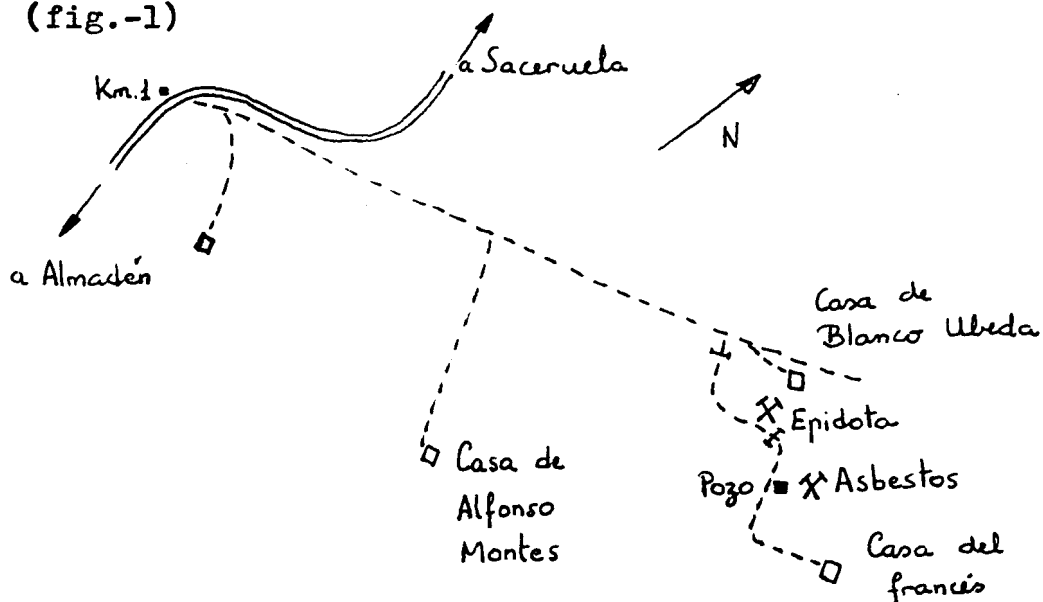 (fig.-1)
a Saceruela
Km.1
N
a Almadén
Casa de
Blanco Ubeda
Epidota
Casa de
Alfonso
Montes
Pozo
Asbestos
Casa del
francés